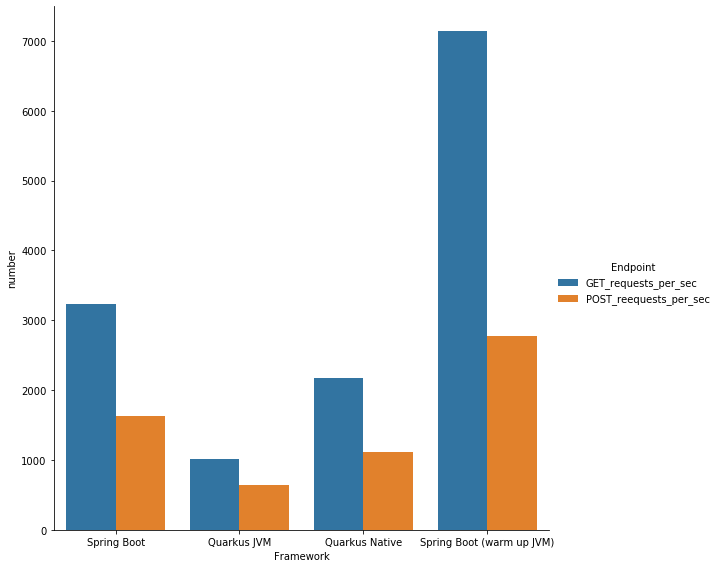 7000
6000
5000
4000
3000
2000
1000
0
number
Spring Boot
Quarkus JVM
Quarkus Native
Spring Boot (warm up JVM)
Framework
Endpoint
GET_requests_per_sec
POST_reequests_per_sec